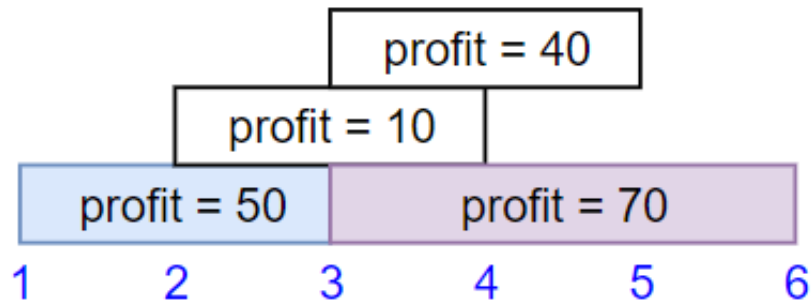 profit = 40
profit = 10
profit = 50 profit = 70
1 2 3 4 5 6